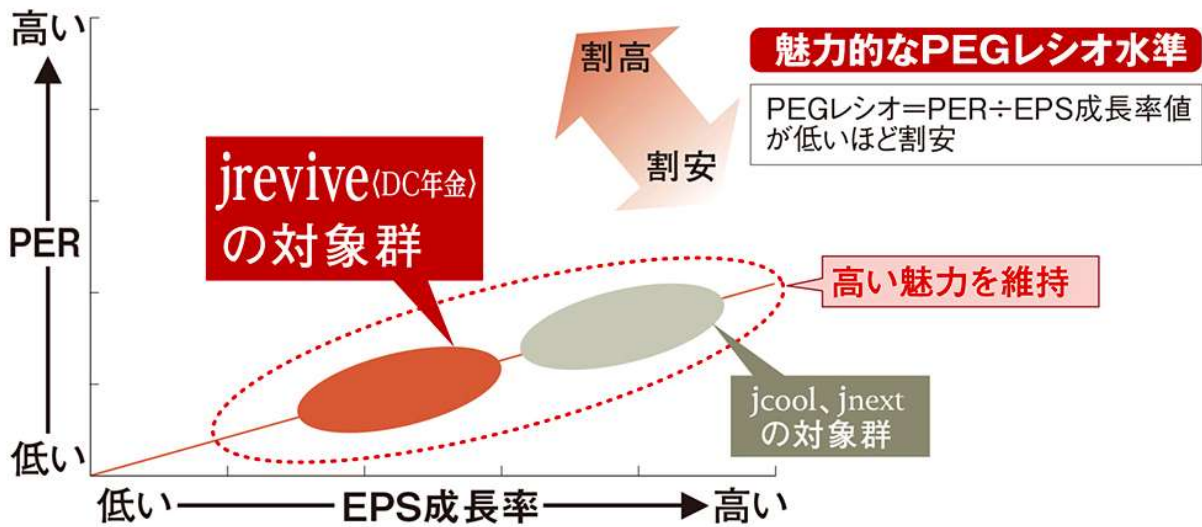 高い
PER
低い
低い
EPS成長率
高い
割高
割安
魅力的なPEGレシオ水準
PEGレシオ=PER÷EPS成長率値
が低いほど割安
jrevive〈DC年金〉
の対象群
高い魅力を維持
jcool、jnext
の対象群